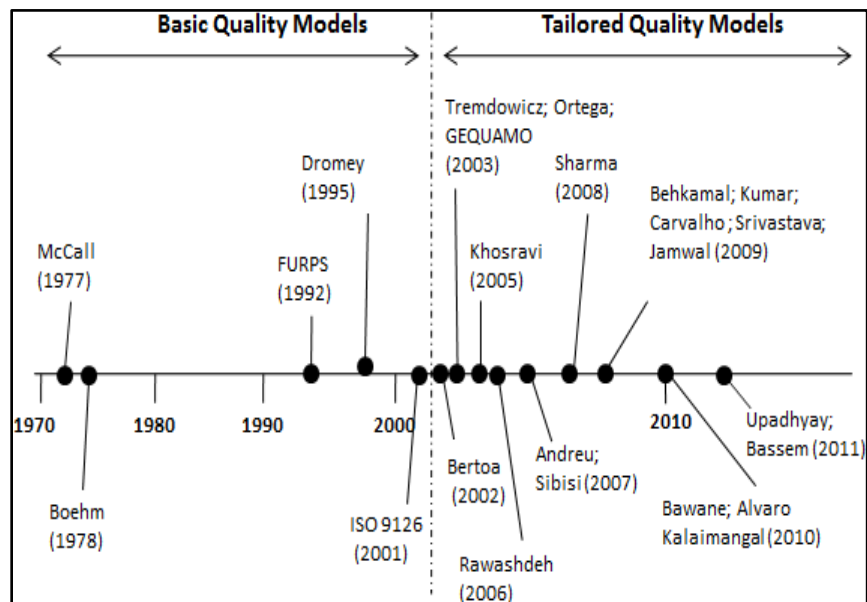 Basic Quality Models
Tailored Quality Models
Tremdowicz; Ortega;
GEQUAMO
(2003)
Dromey
(1995)
Sharma
(2008)
Behkamal; Kumar;
Carvalho; Srivastava;
Jamwal (2009)
McCall
(1977)
FURPS
(1992)
Khosravi
(2005)
1970
1980
1990
2000
2010
Boehm
(1978)
ISO 9126
(2001)
Bertoa
(2002)
Rawashdeh
(2006)
Andreu;
Sibisi (2007)
Bawane; Alvaro
Kalaimangal (2010)
Upadhyay;
Bassem (2011)